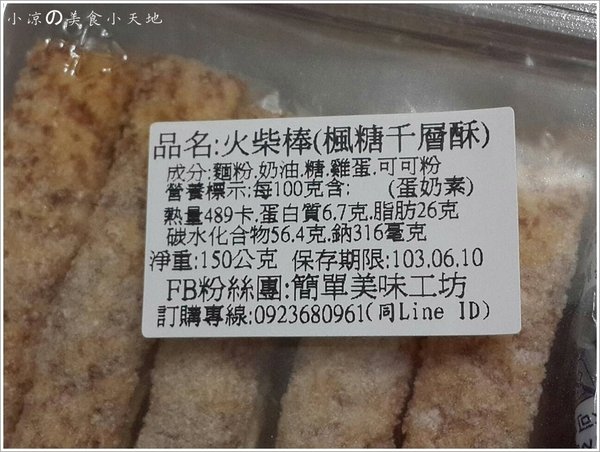 小涼の美食小天地
品名:火柴棒(楓糖千層酥)
成分:麵粉.奶油.糖.雞蛋.可可粉
營養標示:每100克含: (蛋奶素)
熱量489卡.蛋白質6.7克.脂肪26克
碳水化合物56.4克.鈉316毫克
淨重:150公克 保存期限:103.06.10
FB粉絲團:簡單美味工坊
訂購專線:0923680961(同Line ID)